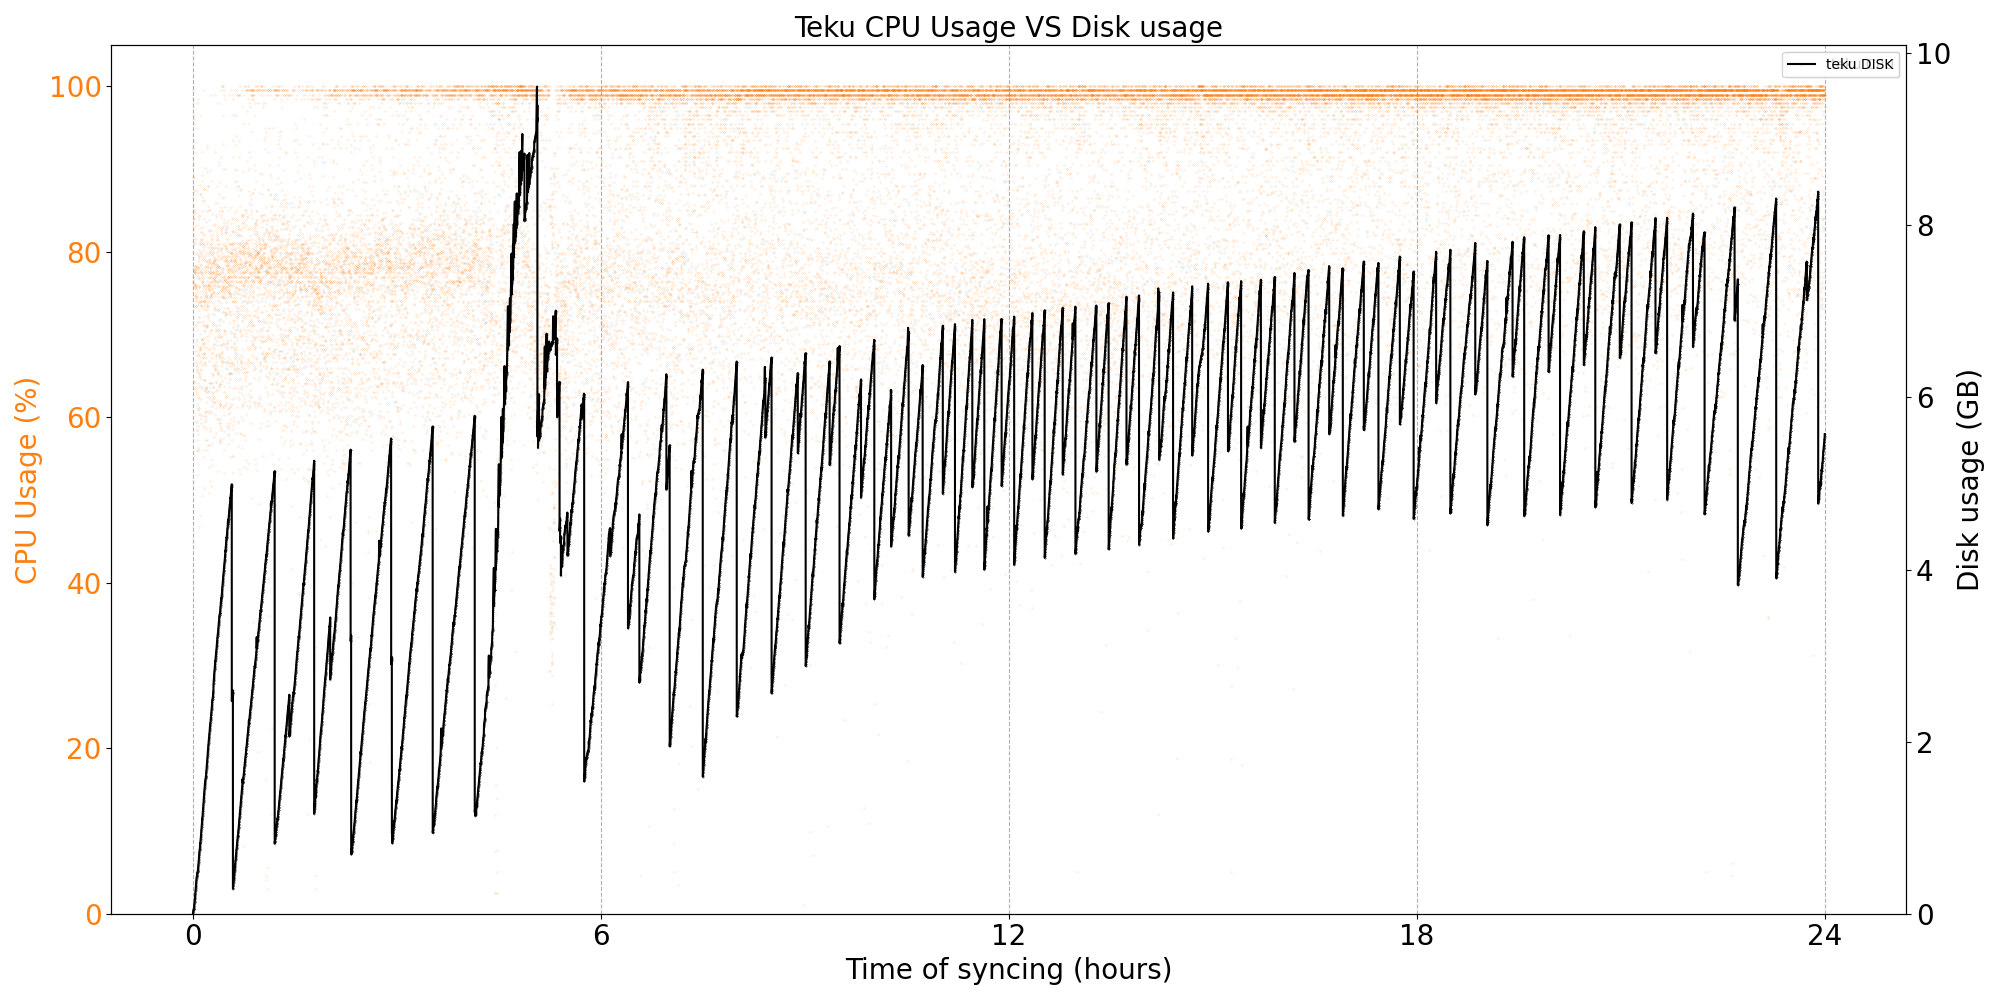 Teku CPU Usage VS Disk usage
teku DISK
CPU Usage (%)
100
80
60
40
20
0
10
8
6
4
2
0
Disk usage (GB)
0 6 12 18 24
Time of syncing (hours)